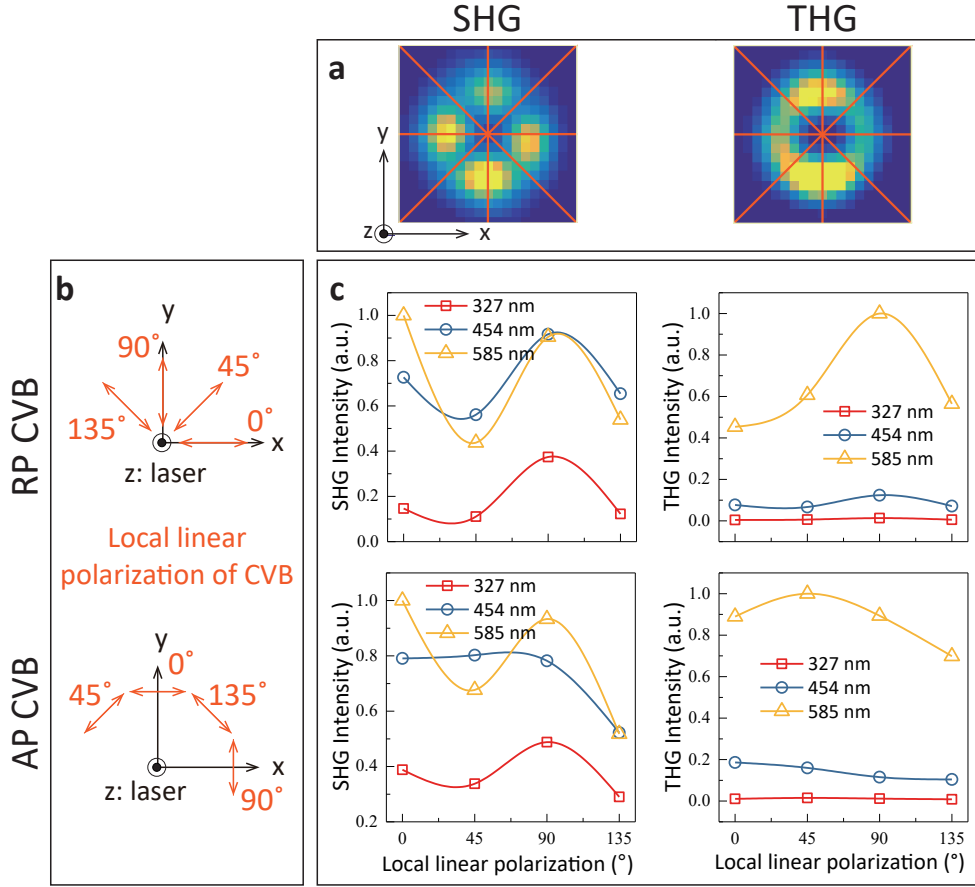 SHG
THG
a
y
z
x
b
y
90°
45°
135°
0°
x
z: laser
RP CVB
Local linear
polarization of CVB
AP CVB
y
0°
45°
135°
x
z: laser
90°
c
SHG Intensity (a.u.)
1.0
0.8
0.6
0.4
0.2
0.0
327 nm
454 nm
585 nm
THG Intensity (a.u.)
1.0
0.8
0.6
0.4
0.2
0.0
327 nm
454 nm
585 nm
SHG Intensity (a.u.)
1.0
0.8
0.6
0.4
0.2
327 nm
454 nm
585 nm
0 45 90 135
Local linear polarization (°)
THG Intensity (a.u.)
1.0
0.8
0.6
0.4
0.2
0.0
327 nm
454 nm
585 nm
0 45 90 135
Local linear polarization (°)